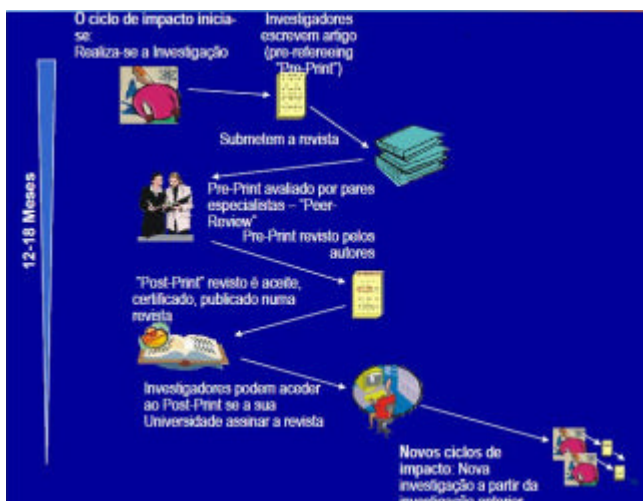 O ciclo de impacto inicia-
se:
Realiza-se a Investigação
Investigadores
escrevem artigo
(pre-refereeing
"Pre-Print")
Submetem a revista
Pre-Print avaliado por pares
especialistas – "Peer-
Review"
Pre-Print revisto pelos
autores
12-18 Meses
"Post-Print" revisto é aceite,
certificado, publicado numa
revista
Investigadores podem aceder
ao Post-Print se a sua
Universidade assinar a revista
Novos ciclos de
impacto: Nova
investigação a partir da
investigação anterior